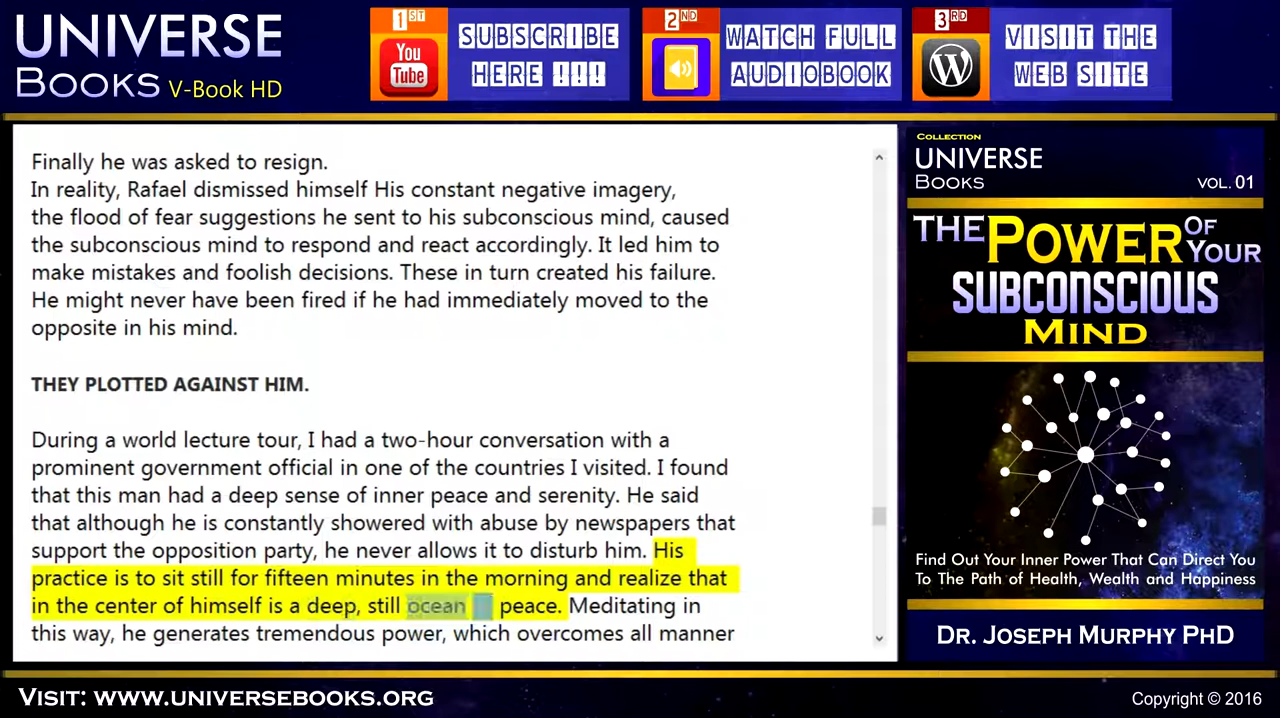 UNIVERSE
BOOKS V-Book HD
1ST
You
Tube
SUBSCRIBE
HERE !!!
2ND
WATCH FULL
AUDIOBOOK
3RD
VISIT THE
WEB SITE
Finally he was asked to resign.
In reality, Rafael dismissed himself His constant negative imagery,
the flood of fear suggestions he sent to his subconscious mind, caused
the subconscious mind to respond and react accordingly. It led him to
make mistakes and foolish decisions. These in turn created his failure.
He might never have been fired if he had immediately moved to the
opposite in his mind.
THEY PLOTTED AGAINST HIM.
During a world lecture tour, I had a two-hour conversation with a
prominent government official in one of the countries I visited. I found
that this man had a deep sense of inner peace and serenity. He said
that although he is constantly showered with abuse by newspapers that
support the opposition party, he never allows it to disturb him. His
practice is to sit still for fifteen minutes in the morning and realize that
in the center of himself is a deep, still ocean peace. Meditating in
this way, he generates tremendous power, which overcomes all manner
COLLECTION
UNIVERSE
BOOKS VOL. 01
THE POWER OF YOUR
SUBCONSCIOUS
MIND
Find Out Your Inner Power That Can Direct You
To The Path of Health, Wealth and Happiness
DR. JOSEPH MURPHY PHD
VISIT: WWW.UNIVERSEBOOKS.ORG
Copyright © 2016